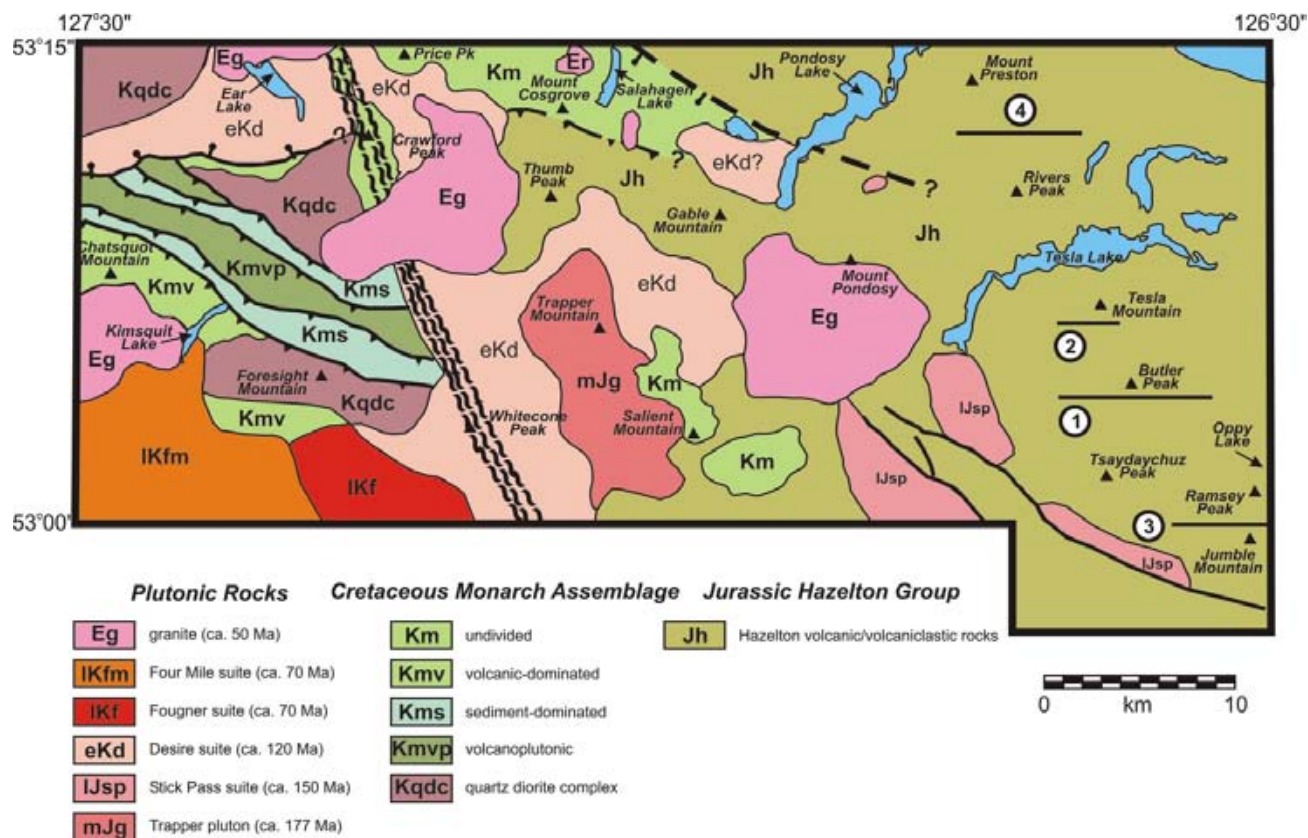 127°30"
126°30"
53°15"
Eg
Price Pk
Er
Km
Jh
Pondosy
Lake
Mount
Preston
Kqdc
Ear
Lake
eKd
Mount
Cosgrove
Salahagen
Lake
4
eKd
?
Crawford
Peak
eKd?
?
?
Thumb
Peak
Jh
Rivers
Peak
Kqdc
Eg
Gable
Mountain
Jh
Chatsquot
Mountain
Kmvp
Tesla Lake
Kmv
Kms
eKd
Mount
Pondosy
Trapper
Mountain
Tesla
Mountain
Kimsquit
Lake
Eg
Kms
Eg
2
eKd
Foresight
Mountain
mJg
Km
Butler
Peak
Kqdc
lJsp
1
Kmv
Whitecone
Peak
Salient
Mountain
Oppy
Lake
lKfm
Km
Tsaydaychuz
Peak
lKf
lJsp
Ramsey
Peak
53°00"
3
lJsp
Jumble
Mountain
Plutonic Rocks
Eg granite (ca. 50 Ma)
lKfm Four Mile suite (ca. 70 Ma)
lKf Fougner suite (ca. 70 Ma)
eKd Desire suite (ca. 120 Ma)
lJsp Stick Pass suite (ca. 150 Ma)
mJg Trapper pluton (ca. 177 Ma)
Cretaceous Monarch Assemblage
Km undivided
Kmv volcanic-dominated
Kms sediment-dominated
Kmvp volcanoplutonic
Kqdc quartz diorite complex
Jurassic Hazelton Group
Jh Hazelton volcanic/volcaniclastic rocks
0 km 10